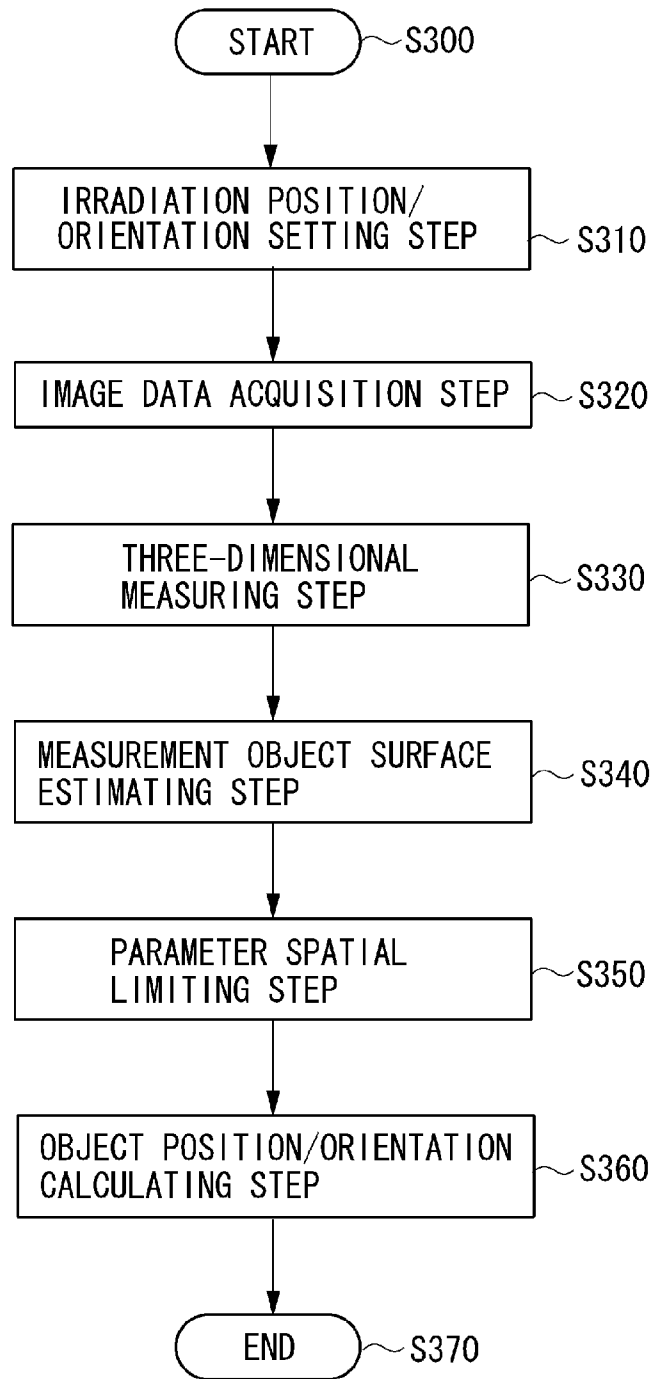 START
S300
IRRADIATION POSITION/
ORIENTATION SETTING STEP
S310
IMAGE DATA ACQUISITION STEP
S320
THREE-DIMENSIONAL
MEASURING STEP
S330
MEASUREMENT OBJECT SURFACE
ESTIMATING STEP
S340
PARAMETER SPATIAL
LIMITING STEP
S350
OBJECT POSITION/ORIENTATION
CALCULATING STEP
S360
END
S370